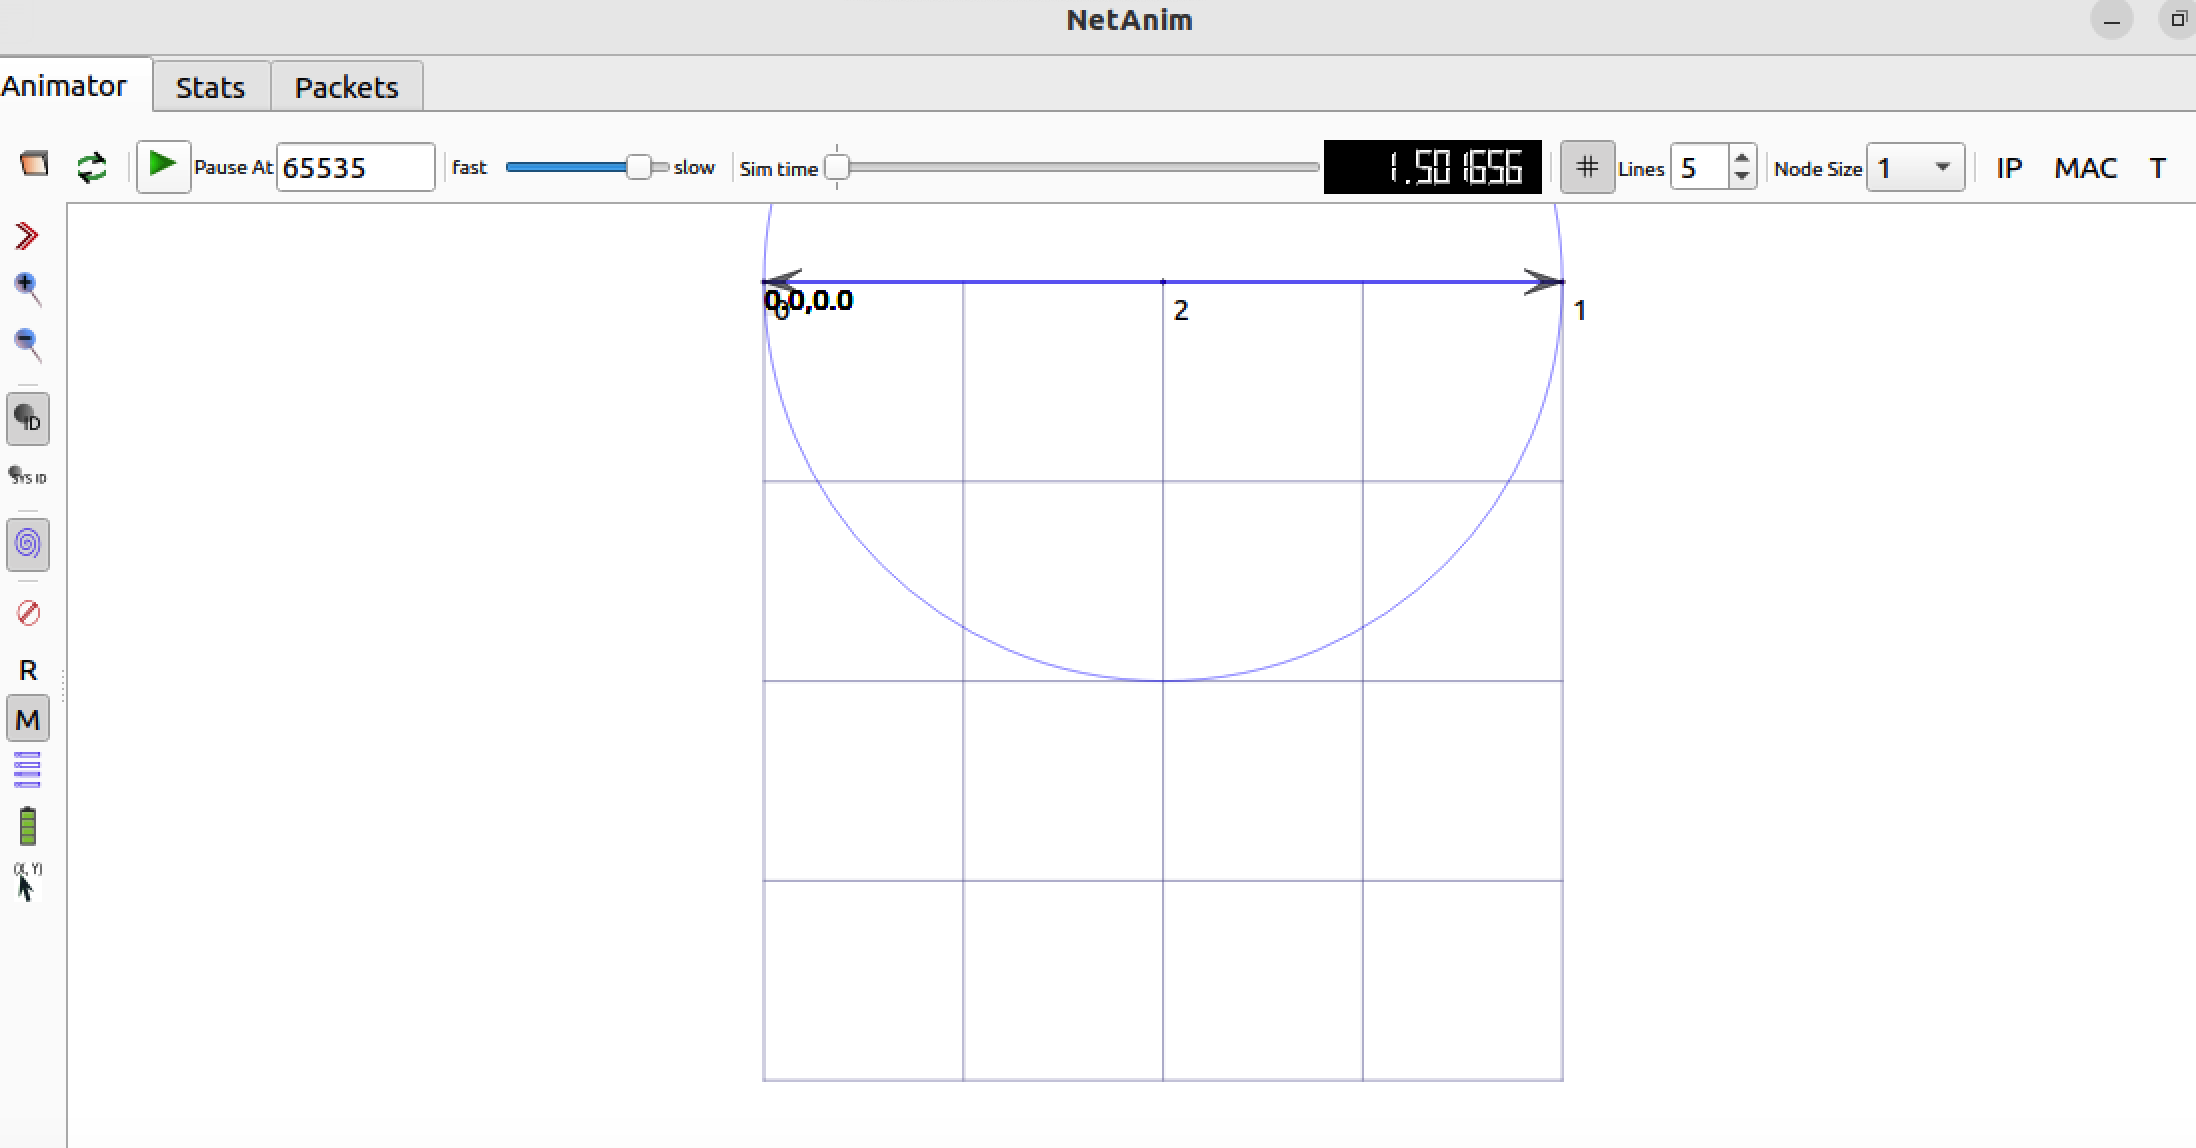 NetAnim
Animator Stats Packets
Pause At 65535 fast slow Sim time 1.501656 # Lines 5 Node Size 1 IP MAC T
0.0,0.0
0 2 1
ID
SYS ID
R
M
(X, Y)